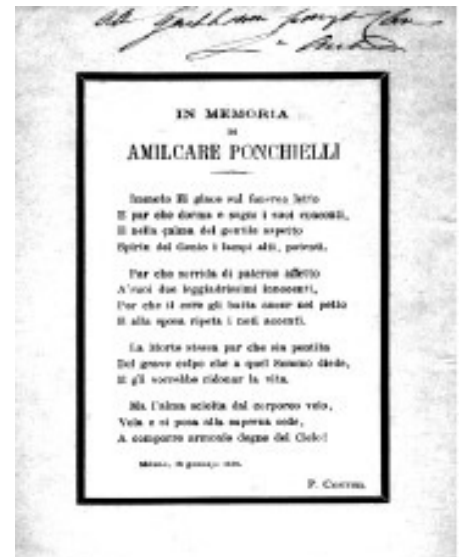 IN MEMORIA
DI
AMILCARE PONCHIELLI
Immoto Ei giace sul funereo letto
E par che dorma e sogni i suoi concenti,
E nella calma del gentile aspetto
Spirin del Genio i lampi alti, potenti.
Par che sorrida di paterno affetto
A'suoi due leggiadrissimi innocenti,
Par che il core gli batta ancor nel petto
E alla sposa ripeta i noti accenti.
La Morte stessa par che sia pentita
Del grave colpo che a quel Sommo diede,
E gli vorrebbe ridonar la vita.
Ma l'alma sciolta dal corporeo velo,
Vola e si posa alla superna sede,
A comporre armonie degne del Cielo!
Milano, gennajo
P.